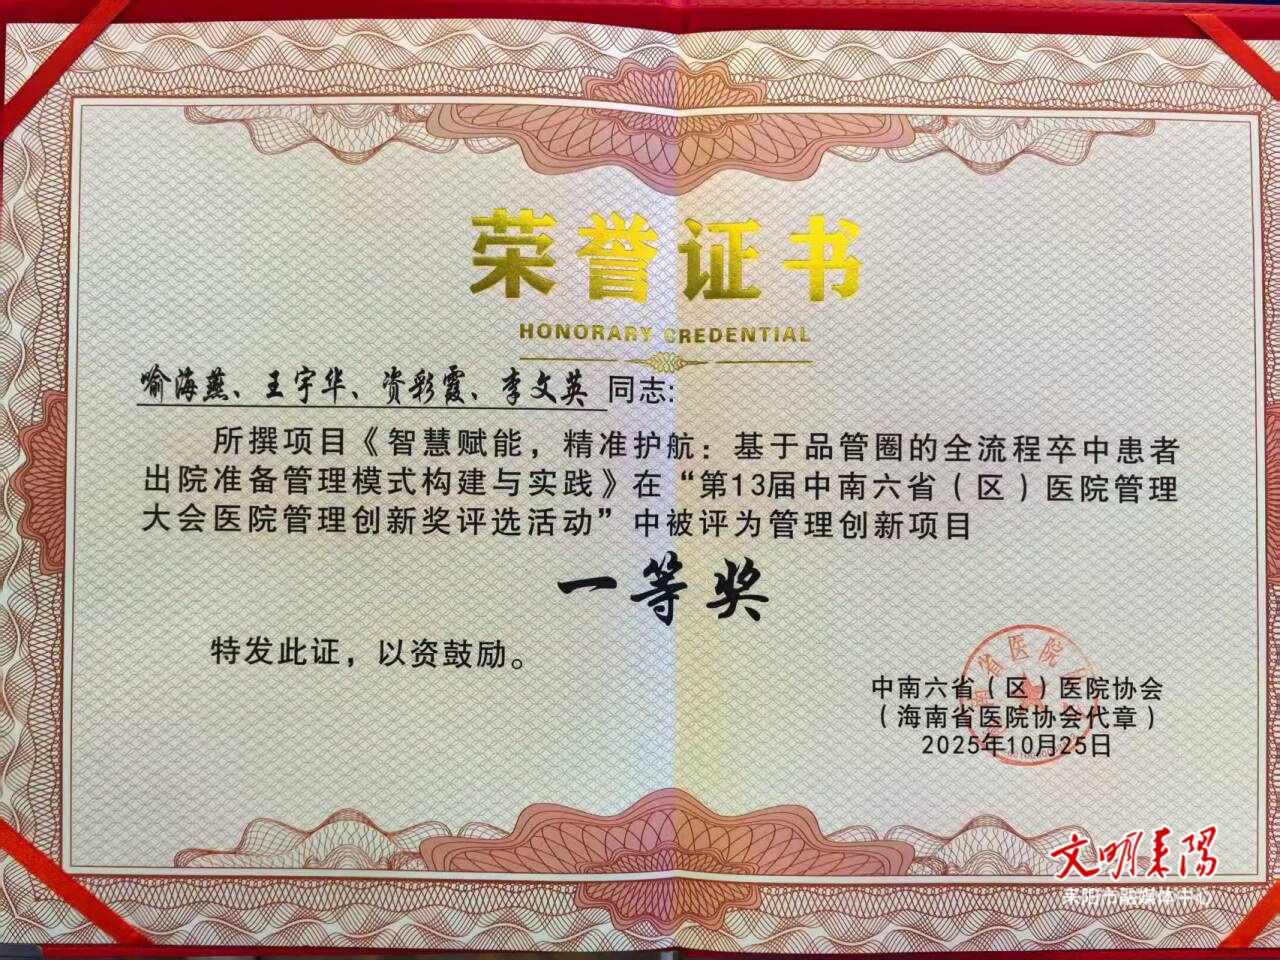 荣誉证书
HONORARY CREDENTIAL
喻海燕、王宇华、资彩霞、李文英 同志:
所撰项目《智慧赋能，精准护航：基于品管圈的全流程卒中患者
出院准备管理模式构建与实践》在“第13届中南六省（区）医院管理
大会医院管理创新奖评选活动”中被评为管理创新项目
一等奖
特发此证，以资鼓励。
中南六省（区）医院协会
（海南省医院协会代章）
2025年10月25日
文明耒阳
耒阳市融媒体中心